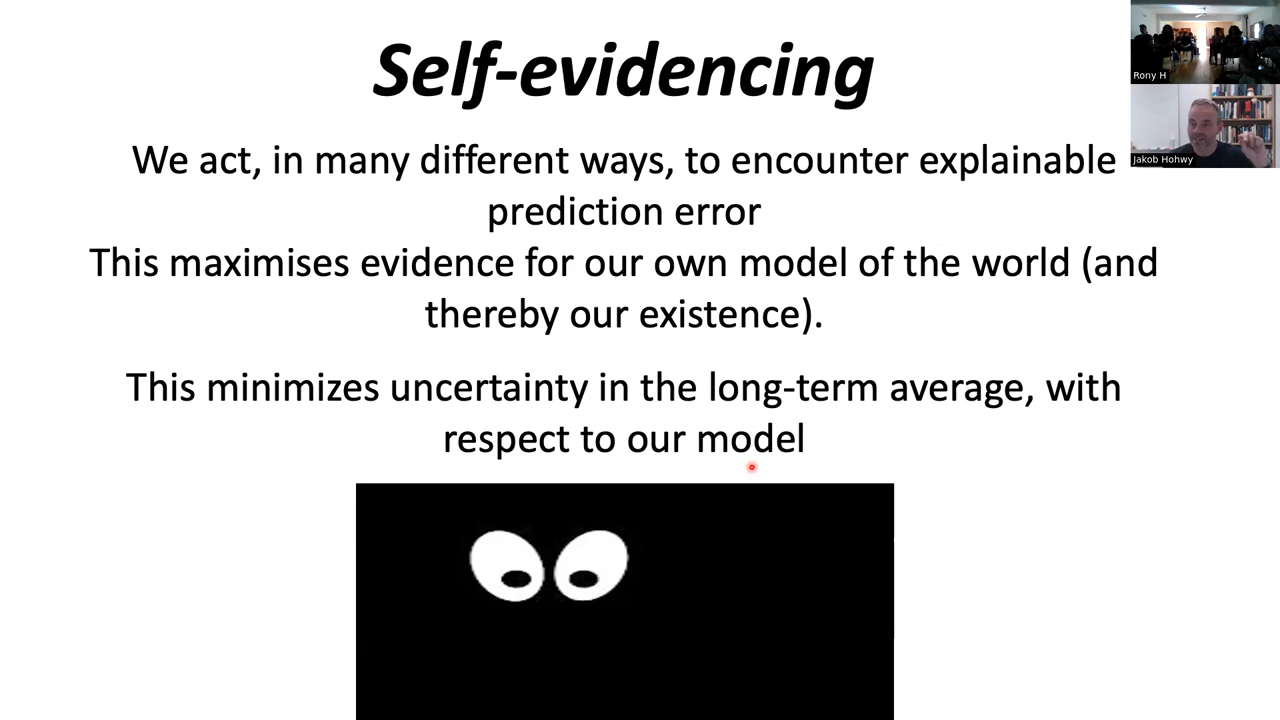 Self-evidencing
Rony H
We act, in many different ways, to encounter explainable
Jakob Hohwy
prediction error
This maximises evidence for our own model of the world (and
thereby our existence).
This minimizes uncertainty in the long-term average, with
respect to our model